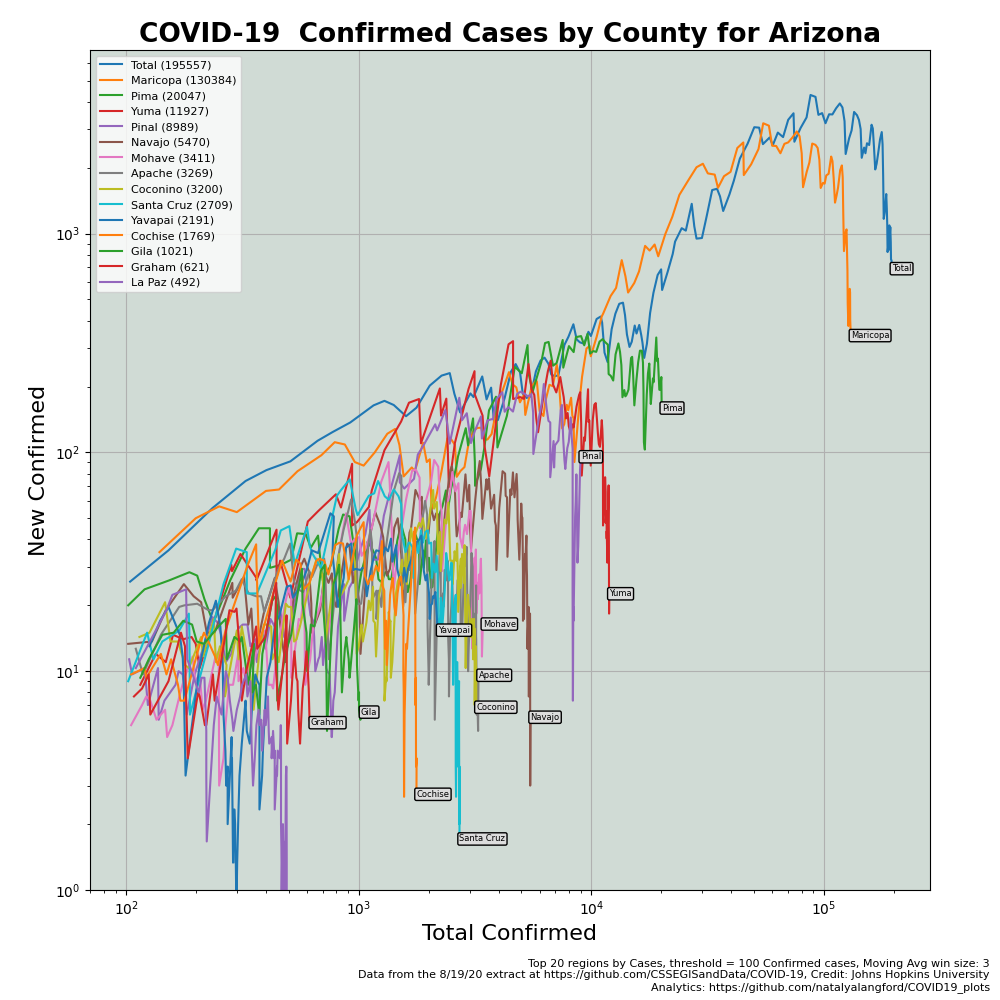 COVID-19  Confirmed Cases by County for Arizona
Total (195557)
Maricopa (130384)
Pima (20047)
Yuma (11927)
Pinal (8989)
Navajo (5470)
Mohave (3411)
Apache (3269)
Coconino (3200)
Santa Cruz (2709)
Yavapai (2191)
Cochise (1769)
Gila (1021)
Graham (621)
La Paz (492)
New Confirmed
10³
10²
10¹
10⁰
Total
Maricopa
Pima
Pinal
Yuma
Mohave
Yavapai
Apache
Coconino
Navajo
Gila
Graham
Cochise
Santa Cruz
10² 10³ 10⁴ 10⁵
Total Confirmed
Top 20 regions by Cases, threshold = 100 Confirmed cases, Moving Avg win size: 3
Data from the 8/19/20 extract at https://github.com/CSSEGISandData/COVID-19, Credit: Johns Hopkins University
Analytics: https://github.com/natalyalangford/COVID19_plots